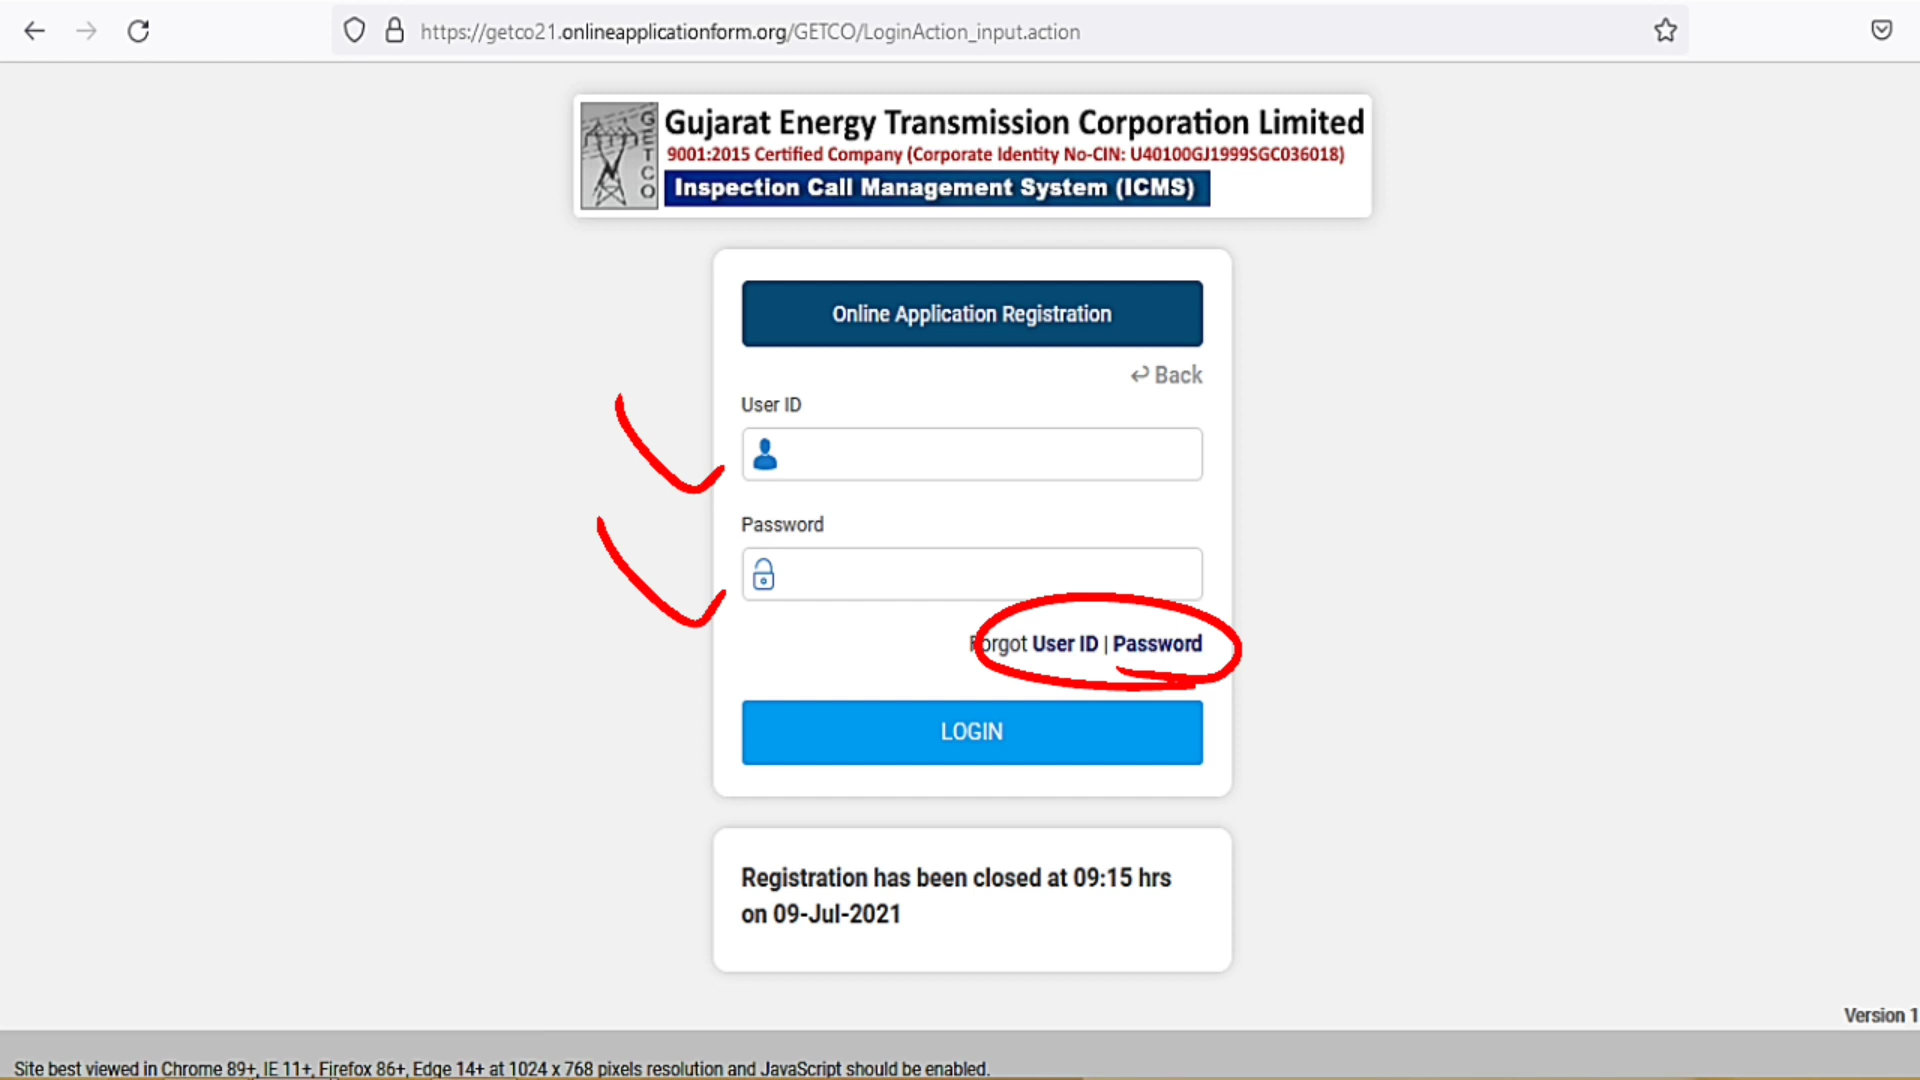 https://getco21.onlineapplicationform.org/GETCO/LoginAction_input.action
GETCO
Gujarat Energy Transmission Corporation Limited
9001:2015 Certified Company (Corporate Identity No-CIN: U40100GJ1999SGC036018)
Inspection Call Management System (ICMS)
Online Application Registration
Back
User ID
Password
Forgot User ID | Password
LOGIN
Registration has been closed at 09:15 hrs
on 09-Jul-2021
Version 1
Site best viewed in Chrome 89+, IE 11+, Firefox 86+, Edge 14+ at 1024 x 768 pixels resolution and JavaScript should be enabled.